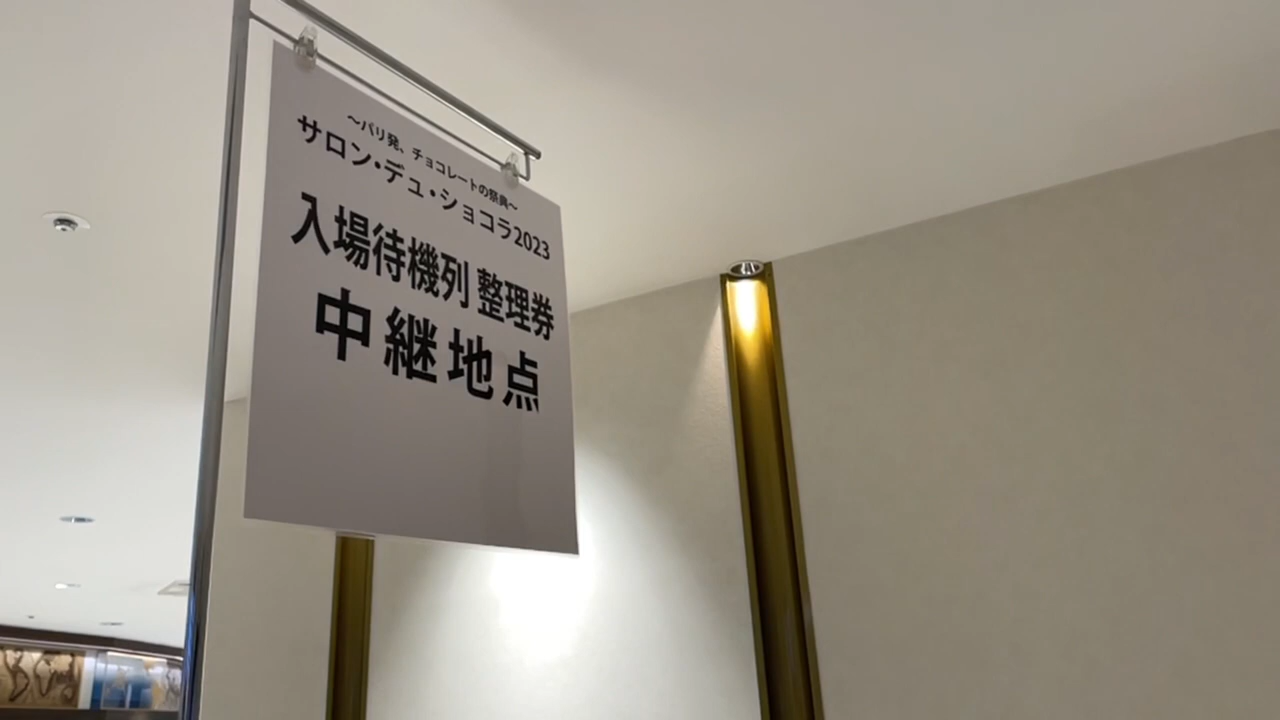 ～パリ発、チョコレートの祭典～
サロン・デュ・ショコラ2023
入場待機列 整理券
中継地点